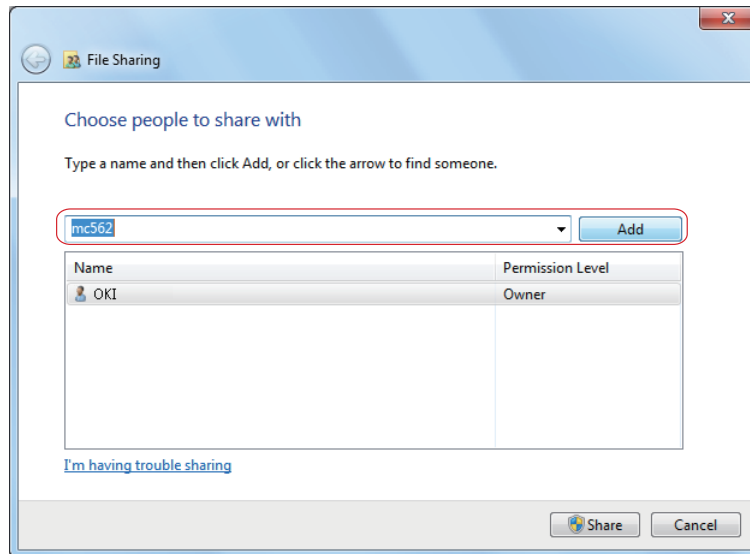 File Sharing
Choose people to share with
Type a name and then click Add, or click the arrow to find someone.
mc562 Add
Name Permission Level
OKI Owner
I'm having trouble sharing
Share Cancel